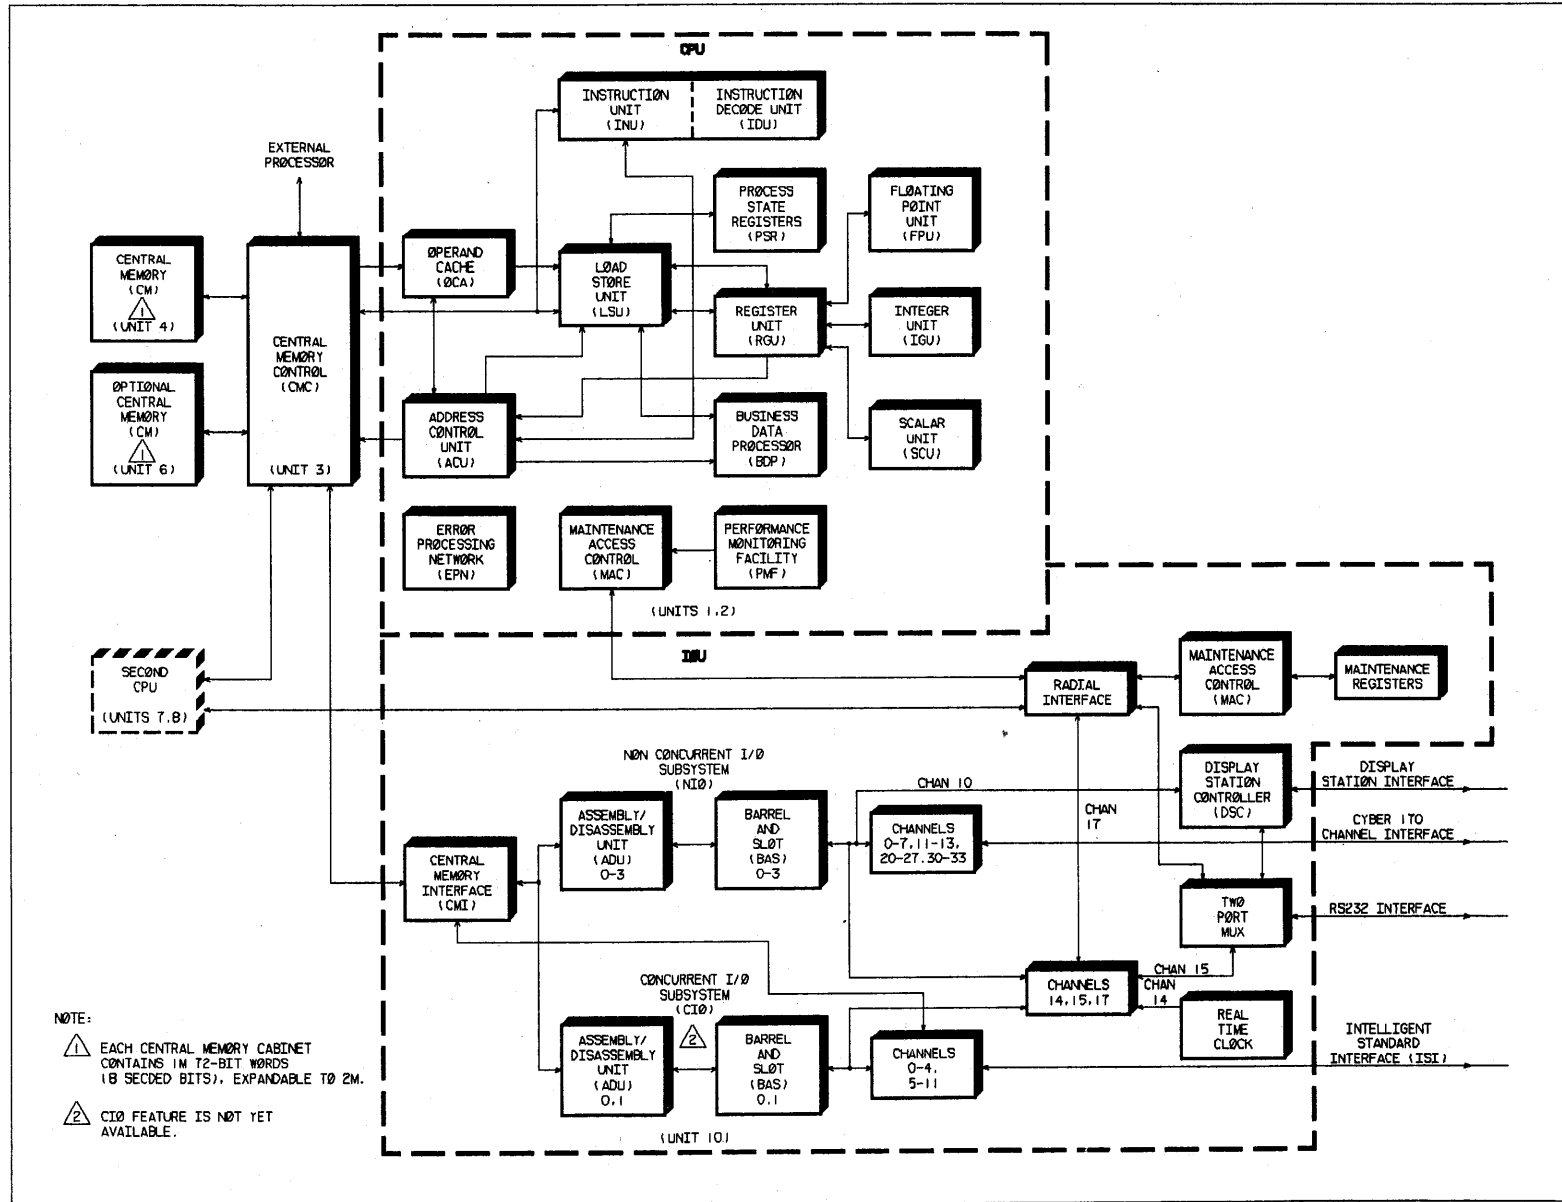 CPU
INSTRUCTIØN
UNIT
(INU)
INSTRUCTIØN
DECØDE UNIT
(IDU)
EXTERNAL
PRØCESSØR
PRØCESS
STATE
REGISTERS
(PSR)
FLØATING
PØINT
UNIT
(FPU)
CENTRAL
MEMØRY
(CM)
1
(UNIT 4)
ØPERAND
CACHE
(ØCA)
LØAD
STØRE
UNIT
(LSU)
REGISTER
UNIT
(RGU)
INTEGER
UNIT
(IGU)
CENTRAL
MEMØRY
CØNTRØL
(CMC)
(UNIT 3)
ØPTIØNAL
CENTRAL
MEMØRY
(CM)
1
(UNIT 6)
ADDRESS
CØNTRØL
UNIT
(ACU)
BUSINESS
DATA
PRØCESSØR
(BDP)
SCALAR
UNIT
(SCU)
ERRØR
PRØCESSING
NETWØRK
(EPN)
MAINTENANCE
ACCESS
CØNTRØL
(MAC)
PERFØRMANCE
MØNITØRING
FACILITY
(PMF)
(UNITS 1,2)
IØU
SECØND
CPU
(UNITS 7,8)
RADIAL
INTERFACE
MAINTENANCE
ACCESS
CØNTRØL
(MAC)
MAINTENANCE
REGISTERS
NØN CØNCURRENT I/Ø
SUBSYSTEM
(NIØ)
CHAN 10
CHAN
17
DISPLAY
STATIØN
CØNTRØLLER
(DSC)
DISPLAY
STATIØN INTERFACE
ASSEMBLY/
DISASSEMBLY
UNIT
(ADU)
0-3
BARREL
AND
SLØT
(BAS)
0-3
CHANNELS
0-7,11-13,
20-27,30-33
CYBER 170
CHANNEL INTERFACE
CENTRAL
MEMØRY
INTERFACE
(CMI)
TWØ
PØRT
MUX
RS232 INTERFACE
CØNCURRENT I/Ø
SUBSYSTEM
(CIØ)
2
CHANNELS
14,15,17
CHAN 15
CHAN
14
REAL
TIME
CLØCK
ASSEMBLY/
DISASSEMBLY
UNIT
(ADU)
0,1
BARREL
AND
SLØT
(BAS)
0,1
CHANNELS
0-4,
5-11
INTELLIGENT
STANDARD
INTERFACE (ISI)
(UNIT 10)
NØTE:
1 EACH CENTRAL MEMØRY CABINET
CØNTAINS 1M 72-BIT WØRDS
(8 SECDED BITS), EXPANDABLE TØ 2M.
2 CIØ FEATURE IS NØT YET
AVAILABLE.